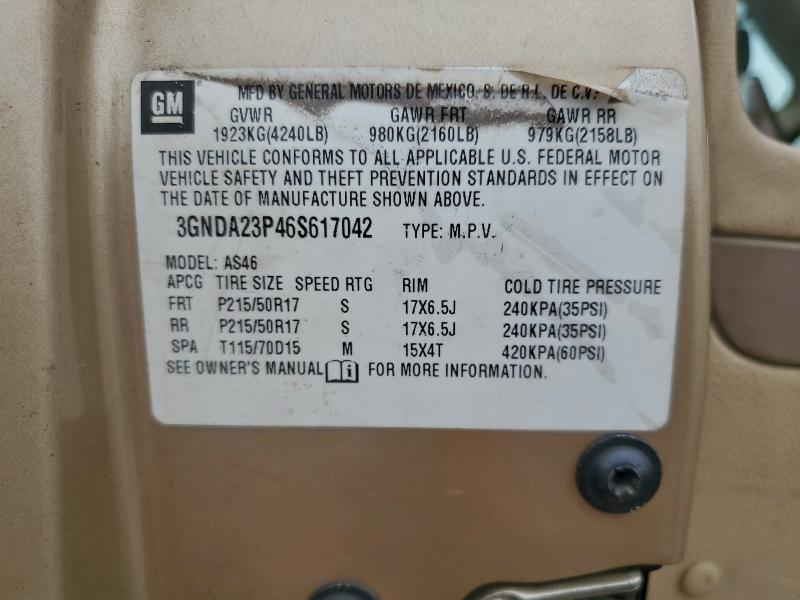 GM
MFD BY GENERAL MOTORS DE MEXICO, S. DE R.L. DE C.V.
GVWR GAWR FRT GAWR RR
1923KG(4240LB) 980KG(2160LB) 979KG(2158LB)
THIS VEHICLE CONFORMS TO ALL APPLICABLE U.S. FEDERAL MOTOR
VEHICLE SAFETY AND THEFT PREVENTION STANDARDS IN EFFECT ON
THE DATE OF MANUFACTURE SHOWN ABOVE.
3GNDA23P46S617042 TYPE: M.P.V.
MODEL: AS46
APCG TIRE SIZE SPEED RTG RIM COLD TIRE PRESSURE
FRT P215/50R17 S 17X6.5J 240KPA(35PSI)
RR P215/50R17 S 17X6.5J 240KPA(35PSI)
SPA T115/70D15 M 15X4T 420KPA(60PSI)
SEE OWNER'S MANUAL i FOR MORE INFORMATION.